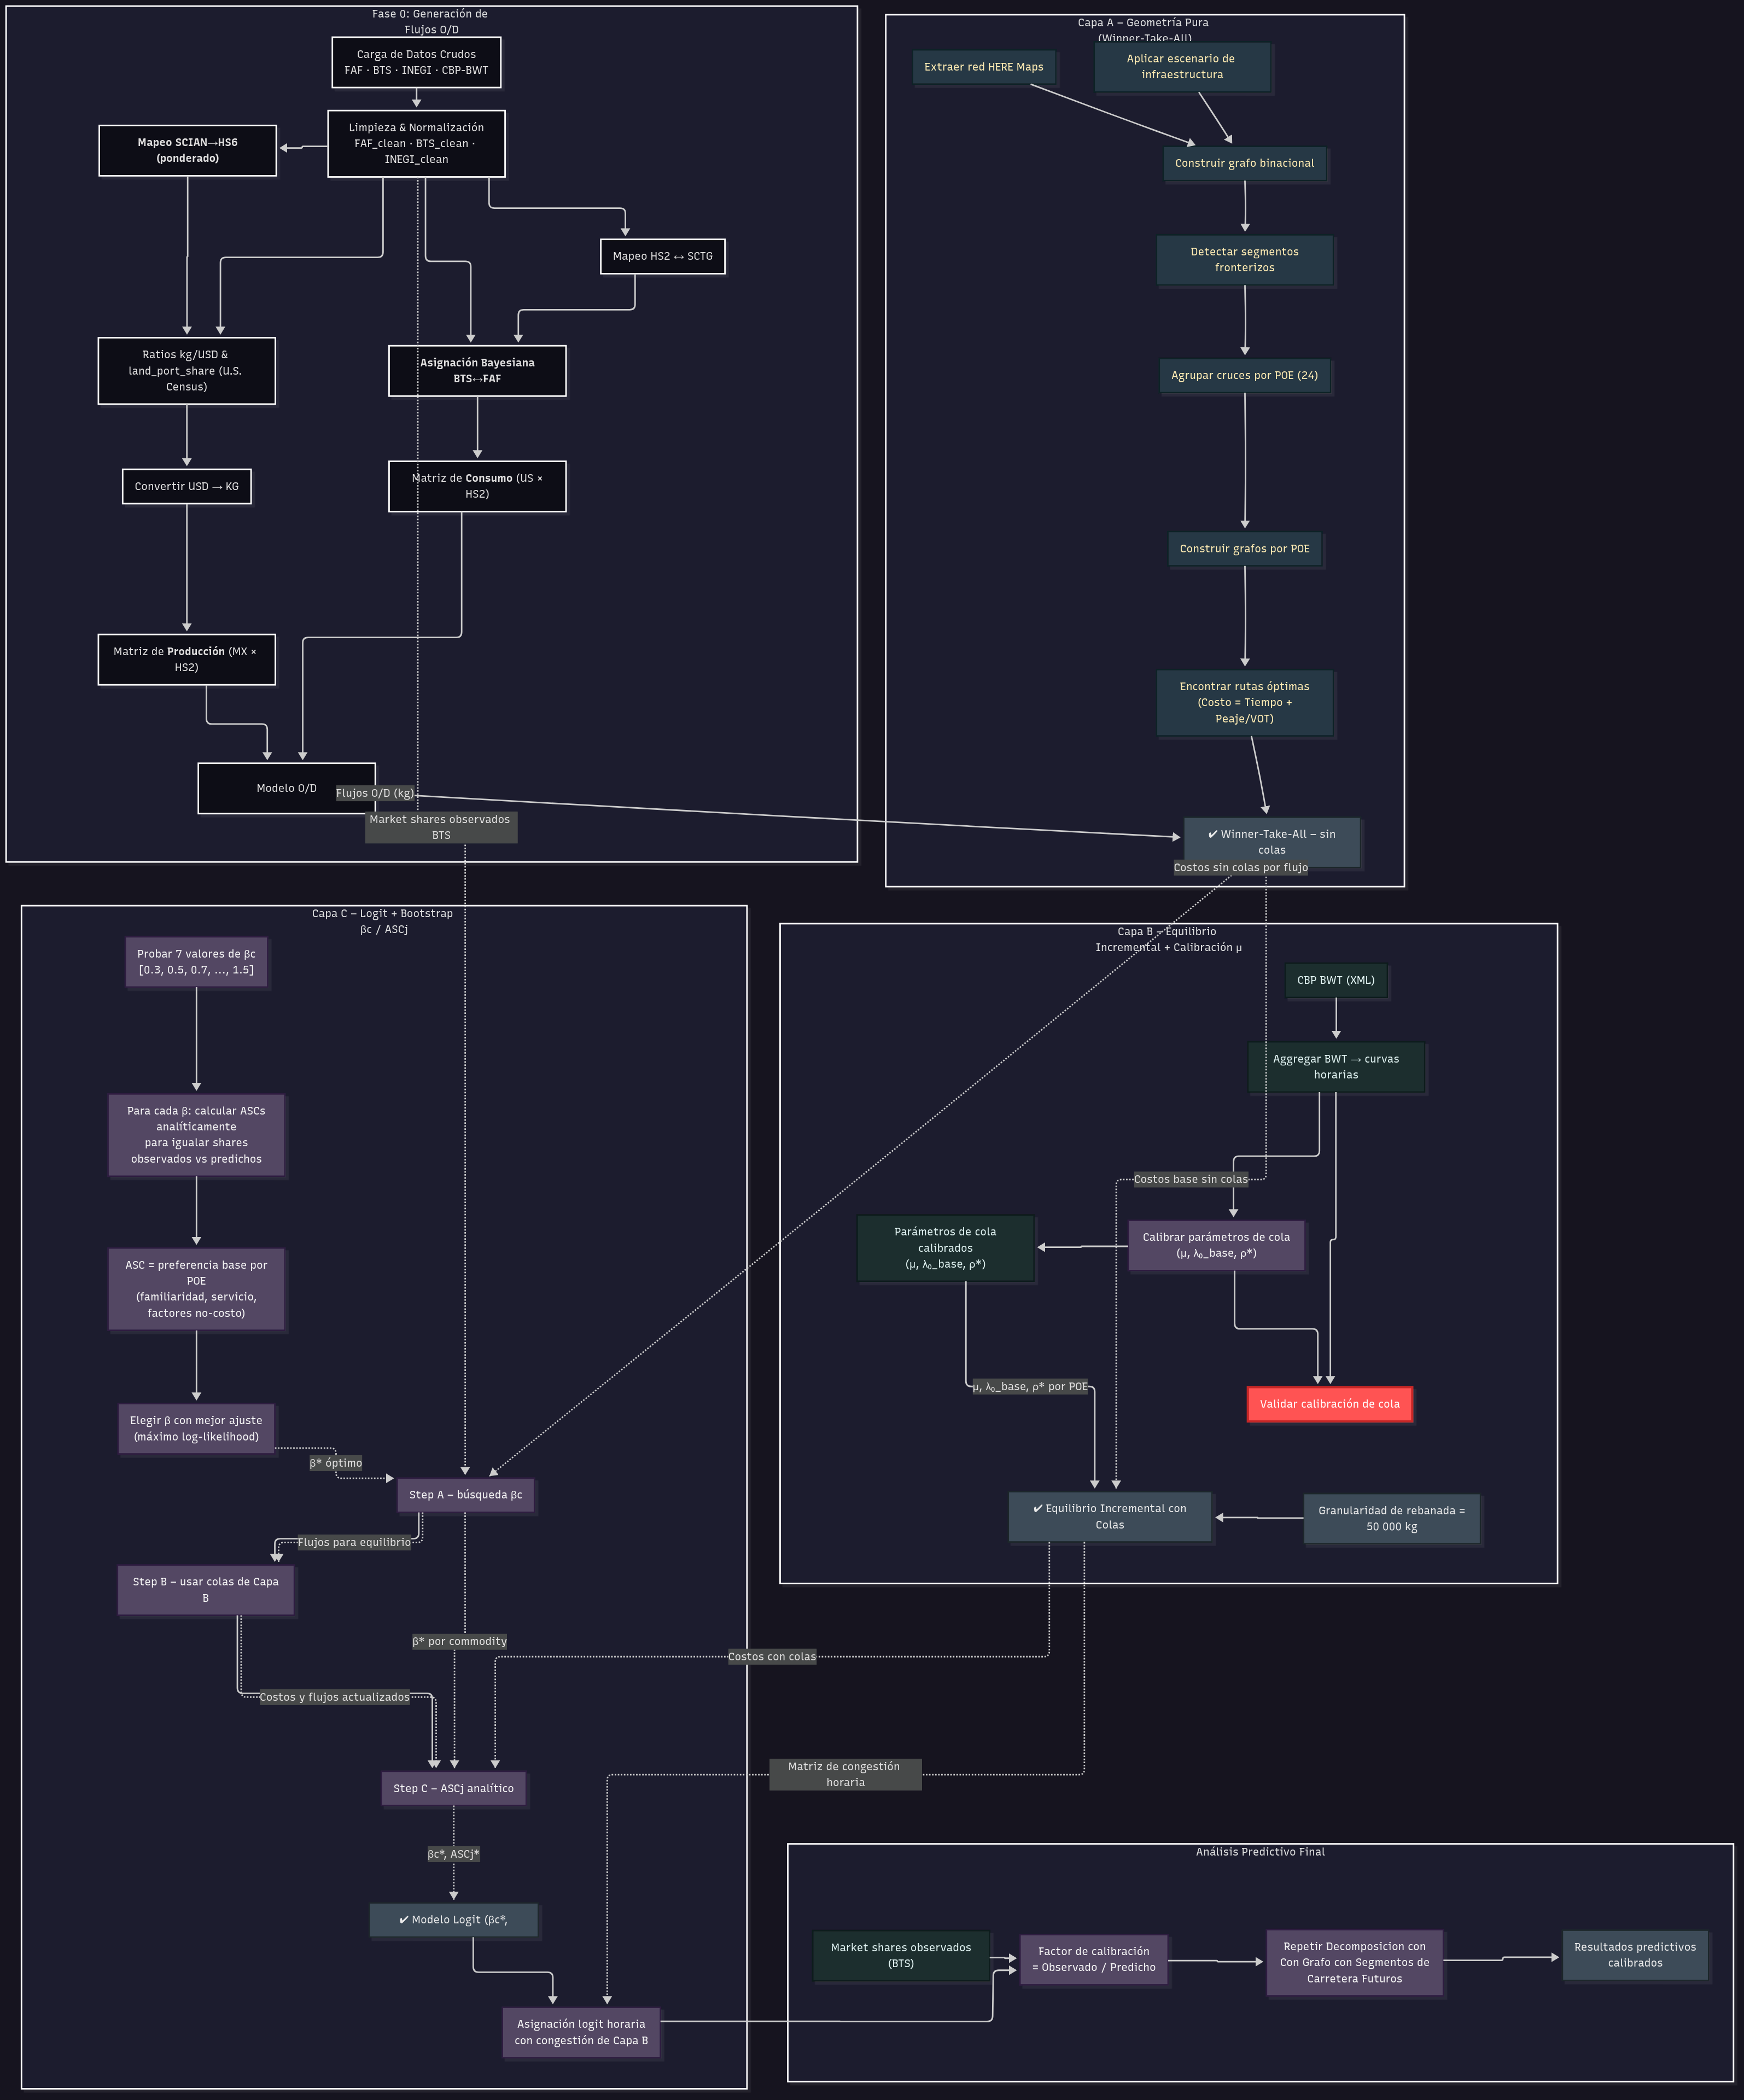 Fase 0: Generación de
Flujos O/D
Carga de Datos Crudos
FAF · BTS · INEGI · CBP-BWT
Limpieza & Normalización
FAF_clean · BTS_clean ·
INEGI_clean
Mapeo SCIAN→HS6
(ponderado)
Mapeo HS2 ↔ SCTG
Ratios kg/USD &
land_port_share (U.S.
Census)
Asignación Bayesiana
BTS↔FAF
Convertir USD → KG
Matriz de Consumo (US ×
HS2)
Matriz de Producción (MX ×
HS2)
Modelo O/D
Flujos O/D (kg)
Market shares observados
BTS
Capa A – Geometría Pura
(Winner-Take-All)
Extraer red HERE Maps
Aplicar escenario de
infraestructura
Construir grafo binacional
Detectar segmentos
fronterizos
Agrupar cruces por POE (24)
Construir grafos por POE
Encontrar rutas óptimas
(Costo = Tiempo +
Peaje/VOT)
✔ Winner-Take-All – sin
colas
Costos sin colas por flujo
Capa C – Logit + Bootstrap
βc / ASCj
Probar 7 valores de βc
[0.3, 0.5, 0.7, ..., 1.5]
Para cada β: calcular ASCs
analíticamente
para igualar shares
observados vs predichos
ASC = preferencia base por
POE
(familiaridad, servicio,
factores no-costo)
Elegir β con mejor ajuste
(máximo log-likelihood)
β* óptimo
Step A – búsqueda βc
Flujos para equilibrio
Step B – usar colas de Capa
B
β* por commodity
Costos y flujos actualizados
Step C – ASCj analítico
βc*, ASCj*
✔ Modelo Logit (βc*,
Asignación logit horaria
con congestión de Capa B
Capa B – Equilibrio
Incremental + Calibración μ
CBP BWT (XML)
Aggregar BWT → curvas
horarias
Costos base sin colas
Parámetros de cola
calibrados
(μ, λ₀_base, ρ*)
Calibrar parámetros de cola
(μ, λ₀_base, ρ*)
μ, λ₀_base, ρ* por POE
Validar calibración de cola
✔ Equilibrio Incremental con
Colas
Granularidad de rebanada =
50 000 kg
Costos con colas
Matriz de congestión
horaria
Análisis Predictivo Final
Market shares observados
(BTS)
Factor de calibración
= Observado / Predicho
Repetir Decomposicion con
Con Grafo con Segmentos de
Carretera Futuros
Resultados predictivos
calibrados